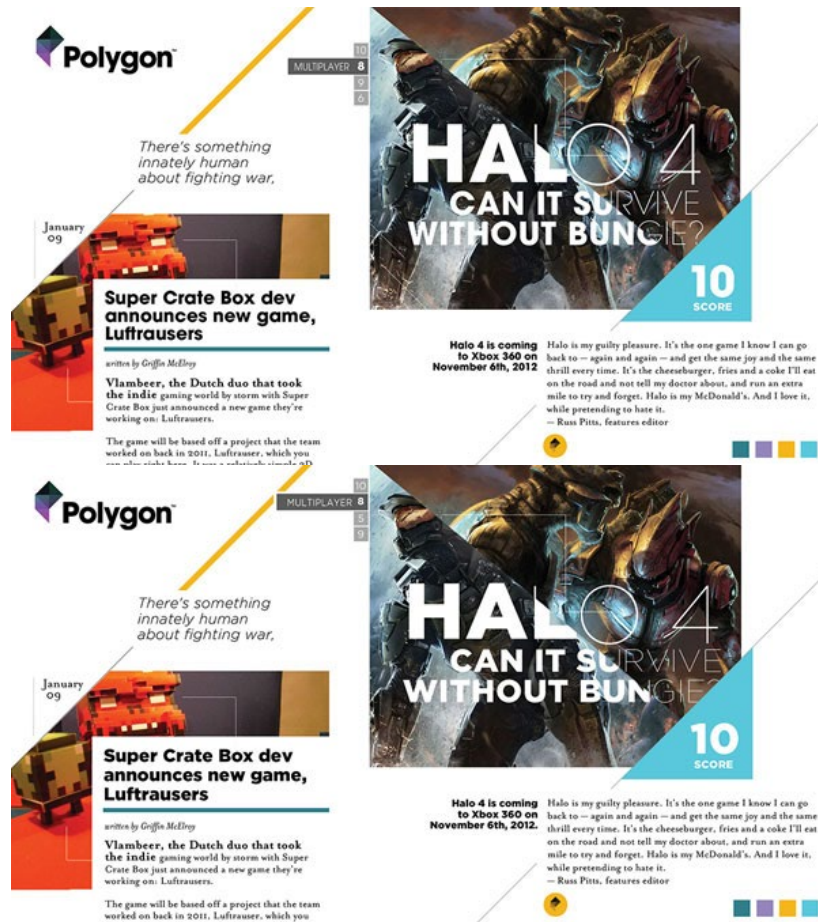 Polygon™
10
MULTIPLAYER 8
9
6
There's something
innately human
about fighting war,
HALO 4
CAN IT SURVIVE
WITHOUT BUNGIE?
10
SCORE
January
09
Super Crate Box dev
announces new game,
Luftrausers
written by Griffin McElroy
Vlambeer, the Dutch duo that took
the indie gaming world by storm with Super
Crate Box just announced a new game they're
working on: Luftrausers.
The game will be based off a project that the team
worked on back in 2011, Luftrauser, which you
can play right here. It was a relatively simple 2D
Halo 4 is coming
to Xbox 360 on
November 6th, 2012
Halo is my guilty pleasure. It's the one game I know I can go
back to — again and again — and get the same joy and the same
thrill every time. It's the cheeseburger, fries and a coke I'll eat
on the road and not tell my doctor about, and run an extra
mile to try and forget. Halo is my McDonald's. And I love it,
while pretending to hate it.
— Russ Pitts, features editor
Polygon™
10
MULTIPLAYER 8
5
9
There's something
innately human
about fighting war,
HALO 4
CAN IT SURVIVE
WITHOUT BUNGIE?
10
SCORE
January
09
Super Crate Box dev
announces new game,
Luftrausers
written by Griffin McElroy
Vlambeer, the Dutch duo that took
the indie gaming world by storm with Super
Crate Box just announced a new game they're
working on: Luftrausers.
The game will be based off a project that the team
worked on back in 2011, Luftrauser, which you
Halo 4 is coming
to Xbox 360 on
November 6th, 2012.
Halo is my guilty pleasure. It's the one game I know I can go
back to — again and again — and get the same joy and the same
thrill every time. It's the cheeseburger, fries and a coke I'll eat
on the road and not tell my doctor about, and run an extra
mile to try and forget. Halo is my McDonald's. And I love it,
while pretending to hate it.
— Russ Pitts, features editor